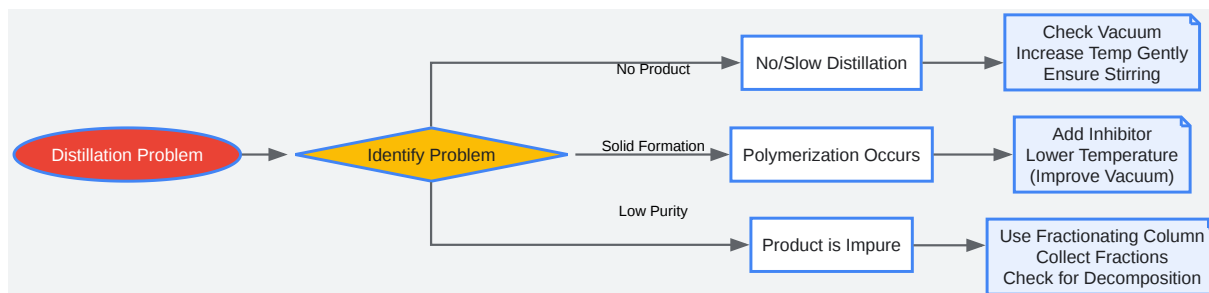 Distillation Problem
Identify Problem
No Product
No/Slow Distillation
Check Vacuum
Increase Temp Gently
Ensure Stirring
Solid Formation
Polymerization Occurs
Add Inhibitor
Lower Temperature
(Improve Vacuum)
Low Purity
Product is Impure
Use Fractionating Column
Collect Fractions
Check for Decomposition